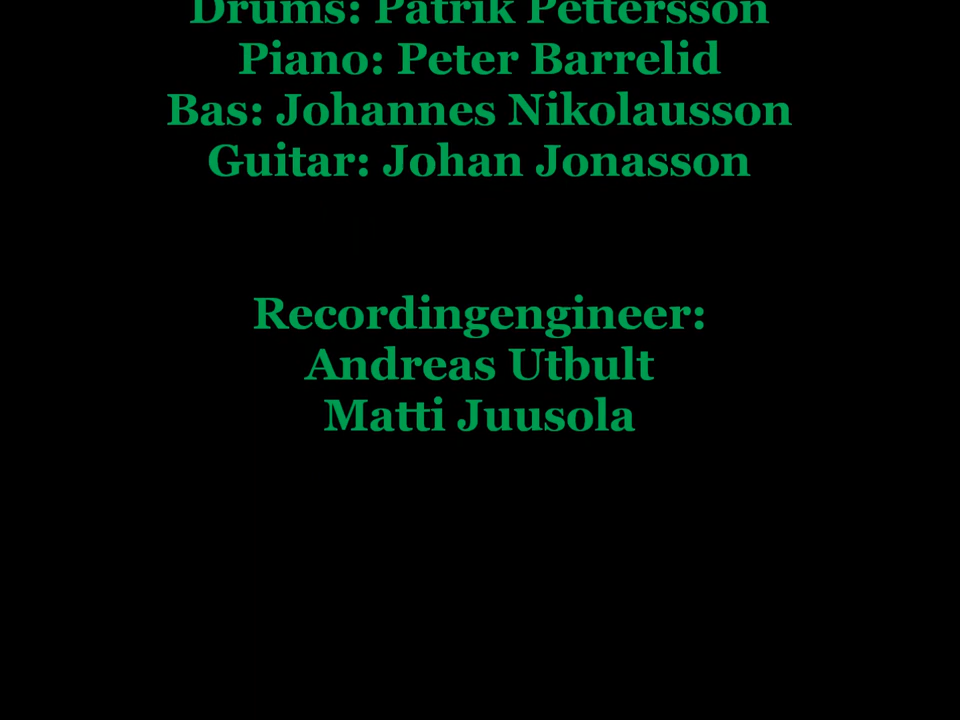 Drums: Patrik Pettersson
Piano: Peter Barrelid
Bas: Johannes Nikolausson
Guitar: Johan Jonasson
Recordingengineer:
Andreas Utbult
Matti Juusola